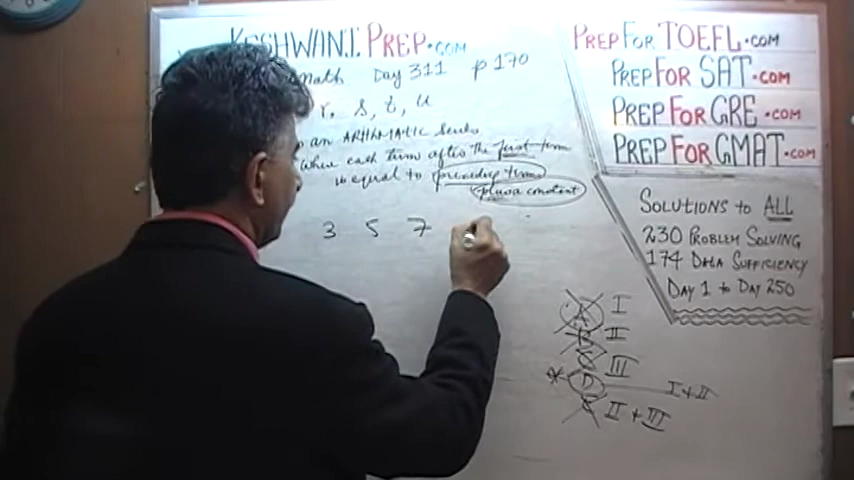 KESHWANI PREP.COM
math Day 311 p 170
r, s, t, u
an ARITHMATIC Series
where each term after the first term
is equal to preceding term
plus a constant
3 5 7
PREP FOR TOEFL.COM
PREP FOR SAT.COM
PREP FOR GRE.COM
PREP FOR GMAT.COM
SOLUTIONS TO ALL
230 PROBLEM SOLVING
174 DATA SUFFICIENCY
DAY 1 TO DAY 250
A I
B II
C III
* D I + II
E II + III